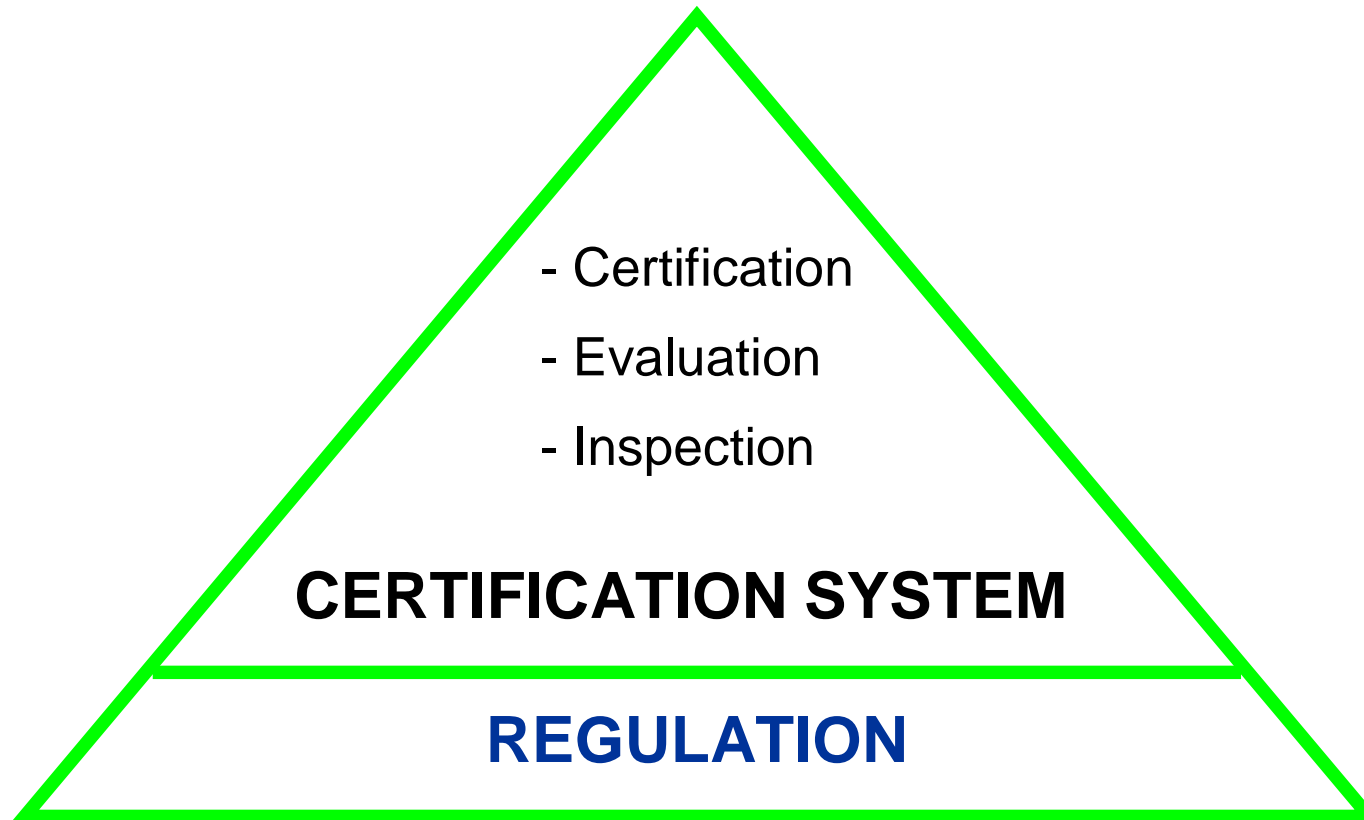 - Certification
- Evaluation
- Inspection
CERTIFICATION SYSTEM
REGULATION